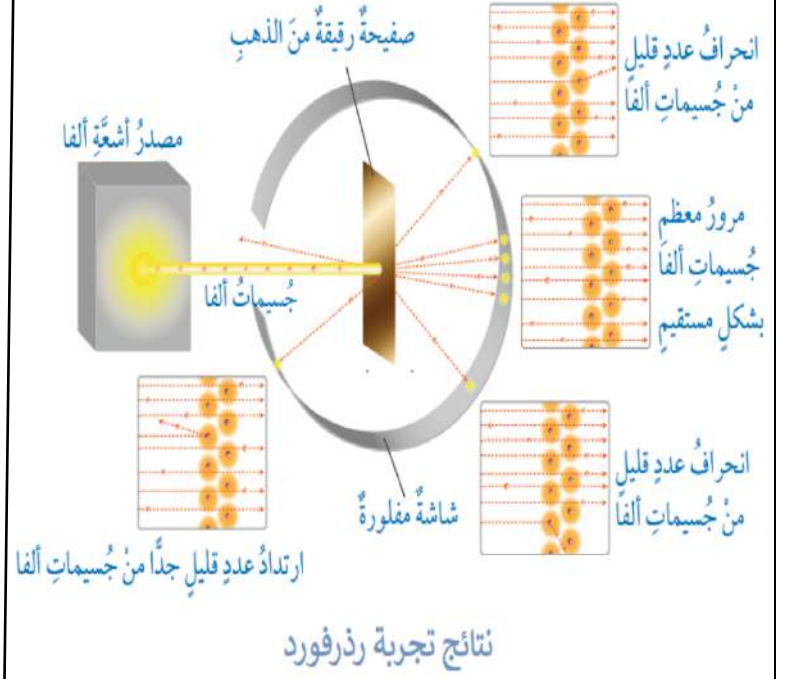 صفيحةٌ رقيقةٌ منَ الذهبِ
انحرافُ عددٍ قليلٍ
منْ جُسيماتِ ألفا
مصدرُ أشعَّةِ ألفا
مرورُ معظمِ
جُسيماتِ ألفا
بشكلٍ مستقيمٍ
جُسيماتُ ألفا
انحرافُ عددٍ قليلٍ
منْ جُسيماتِ ألفا
شاشةٌ مفلورةٌ
ارتدادُ عددٍ قليلٍ جدًّا منْ جُسيماتِ ألفا
نتائج تجربة رذرفورد